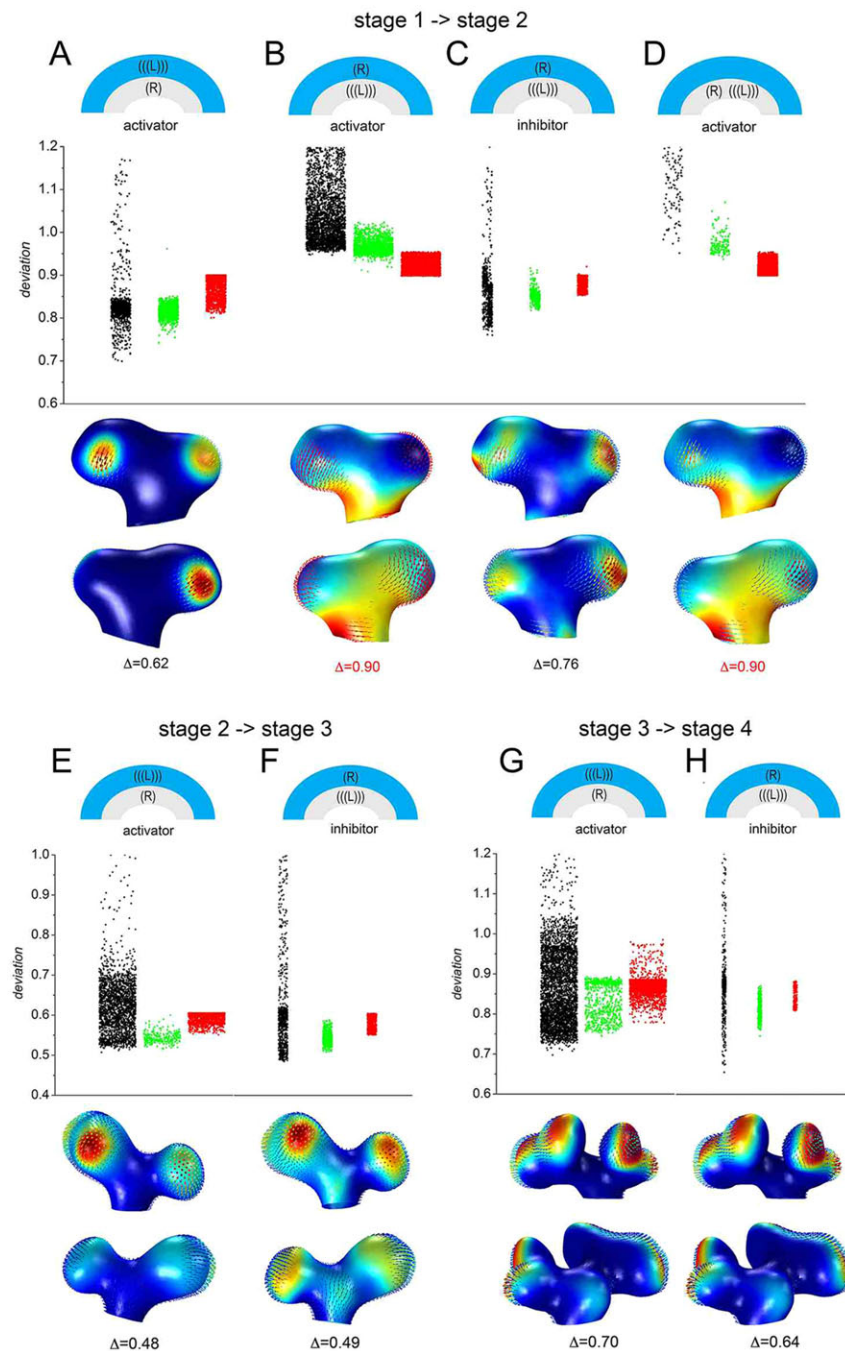 stage 1 -> stage 2
A B C D
(((L))) (R) (R)
(R) (((L))) (((L))) (R) (((L)))
activator activator inhibitor activator
1.2
1.1
1.0
0.9
0.8
0.7
0.6
deviation
Δ=0.62 Δ=0.90 Δ=0.76 Δ=0.90
stage 2 -> stage 3 stage 3 -> stage 4
E F G H
(((L))) (R) (((L))) (R)
(R) (((L))) (R) (((L)))
activator inhibitor activator inhibitor
1.0 1.2
0.9 1.1
0.8 1.0
0.7 0.9
0.6 0.8
0.5 0.7
0.4 0.6
deviation deviation
Δ=0.48 Δ=0.49 Δ=0.70 Δ=0.64